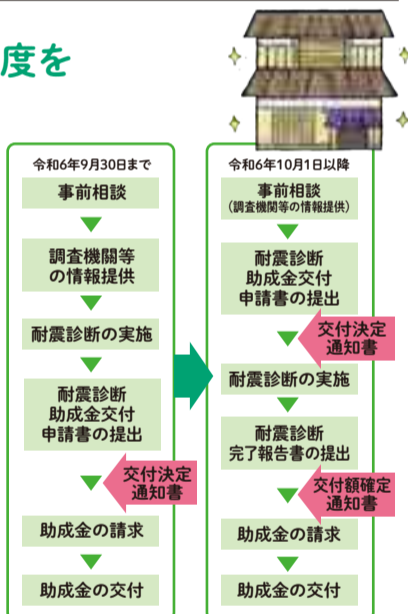 度を
令和6年9月30日まで
事前相談
調査機關等
の情報提供
耐震診断の実施
耐震診断
助成金交付
申請書の提出
交付決定
通知書
助成金の請求
助成金の交付
令和6年10月1日以降
事前相談
(調査機関等の情報提供)
耐震診断
助成金交付
申請書の提出
交付決定
通知書
耐震診断の実施
耐震診断
完了報告書の提出
交付額確定
通知書
助成金の請求
助成金の交付